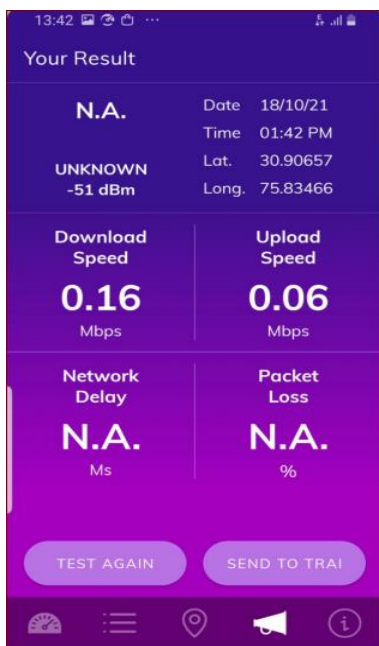 13:42
Your Result
N.A.
UNKNOWN
-51 dBm
Date 18/10/21
Time 01:42 PM
Lat. 30.90657
Long. 75.83466
Download
Speed
0.16
Mbps
Upload
Speed
0.06
Mbps
Network
Delay
N.A.
Ms
Packet
Loss
N.A.
%
TEST AGAIN
SEND TO TRAI